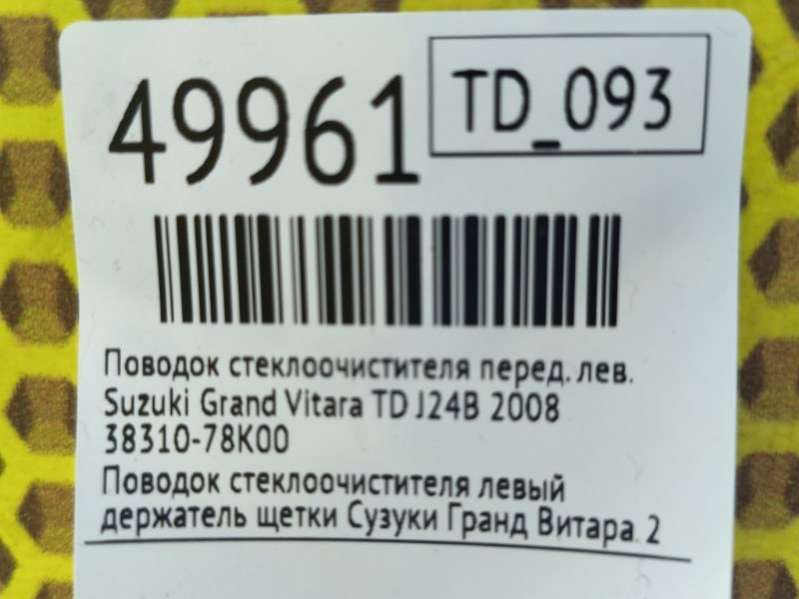 49961
TD_093
Поводок стеклоочистителя перед. лев.
Suzuki Grand Vitara TD J24B 2008
38310-78K00
Поводок стеклоочистителя левый
держатель щетки Сузуки Гранд Витара 2